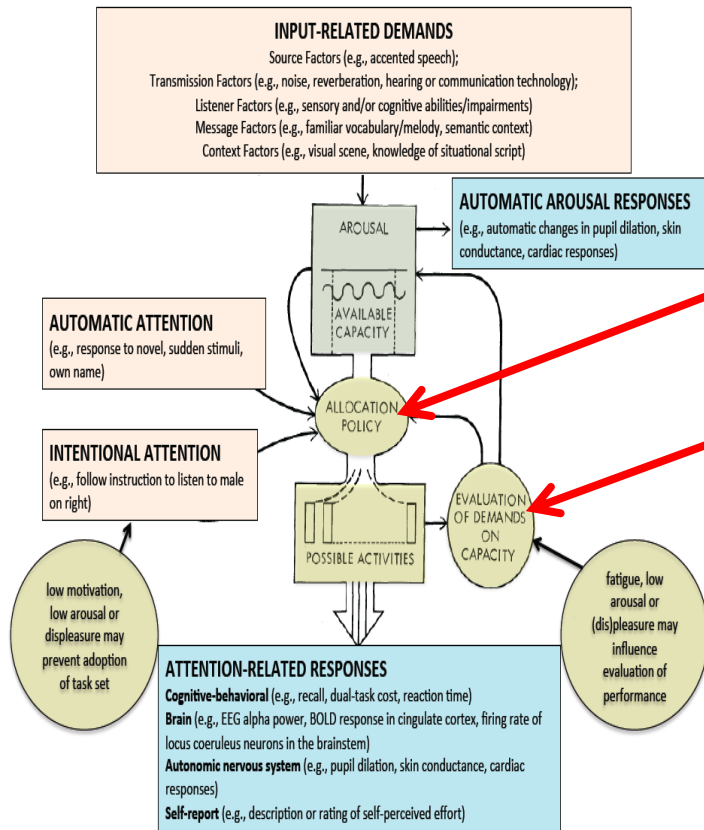 INPUT-RELATED DEMANDS
Source Factors (e.g., accented speech);
Transmission Factors (e.g., noise, reverberation, hearing or communication technology);
Listener Factors (e.g., sensory and/or cognitive abilities/impairments)
Message Factors (e.g., familiar vocabulary/melody, semantic context)
Context Factors (e.g., visual scene, knowledge of situational script)
AUTOMATIC AROUSAL RESPONSES
(e.g., automatic changes in pupil dilation, skin
conductance, cardiac responses)
AROUSAL
AVAILABLE
CAPACITY
AUTOMATIC ATTENTION
(e.g., response to novel, sudden stimuli,
own name)
ALLOCATION
POLICY
INTENTIONAL ATTENTION
(e.g., follow instruction to listen to male
on right)
EVALUATION
OF DEMANDS
ON
CAPACITY
POSSIBLE ACTIVITIES
low motivation,
low arousal or
displeasure may
prevent adoption
of task set
fatigue, low
arousal or
(dis)pleasure may
influence
evaluation of
performance
ATTENTION-RELATED RESPONSES
Cognitive-behavioral (e.g., recall, dual-task cost, reaction time)
Brain (e.g., EEG alpha power, BOLD response in cingulate cortex, firing rate of
locus coeruleus neurons in the brainstem)
Autonomic nervous system (e.g., pupil dilation, skin conductance, cardiac
responses)
Self-report (e.g., description or rating of self-perceived effort)